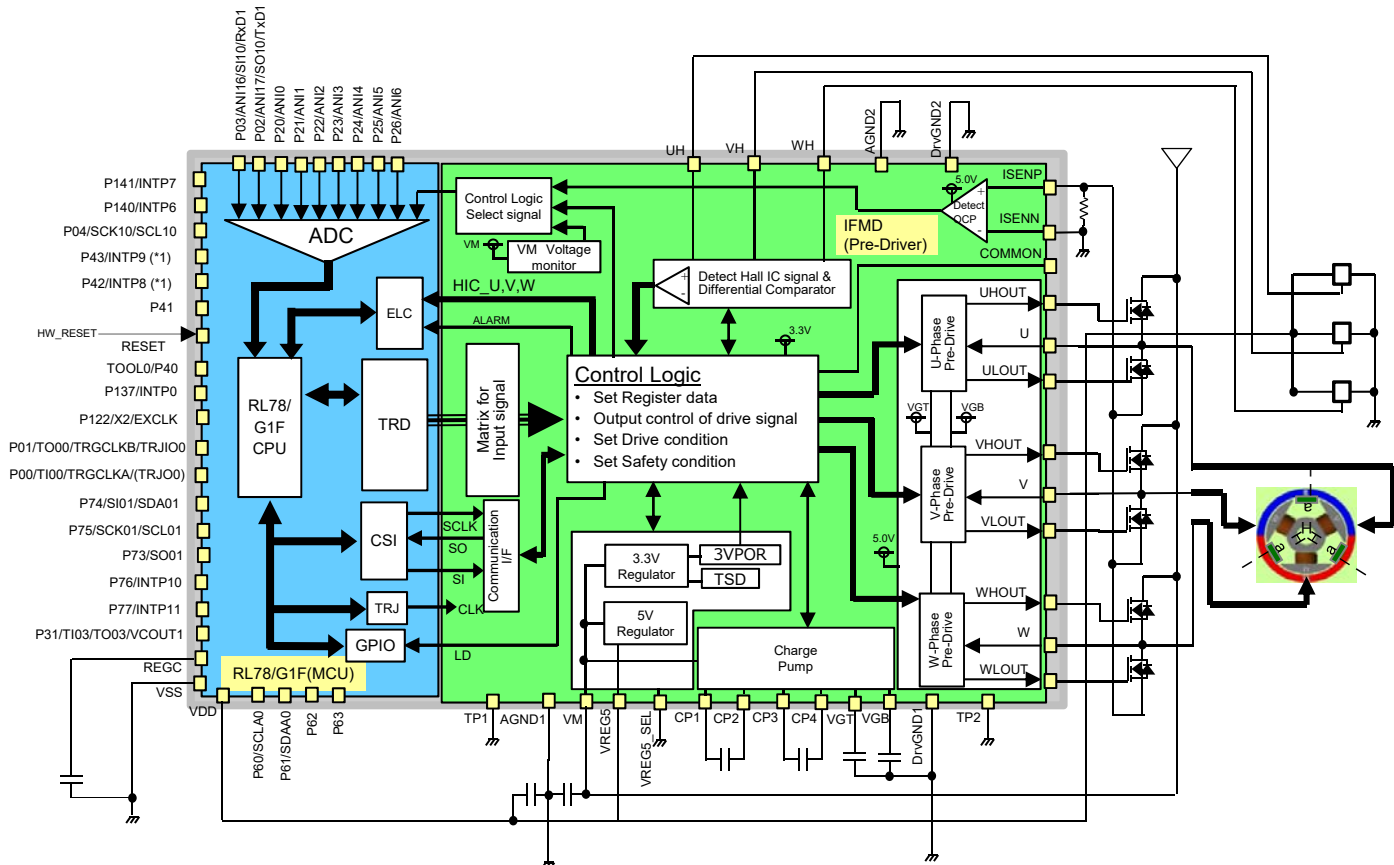 P03/ANI16/SI10/RxD1
P02/ANI17/SO10/TxD1
P20/ANI0
P21/ANI1
P22/ANI2
P23/ANI3
P24/ANI4
P25/ANI5
P26/ANI6
P141/INTP7
P140/INTP6
P04/SCK10/SCL10
P43/INTP9 (*1)
P42/INTP8 (*1)
P41
HW_RESET
RESET
TOOL0/P40
P137/INTP0
P122/X2/EXCLK
P01/TO00/TRGCLKB/TRJIO0
P00/TI00/TRGCLKA/(TRJO0)
P74/SI01/SDA01
P75/SCK01/SCL01
P73/SO01
P76/INTP10
P77/INTP11
P31/TI03/TO03/VCOUT1
REGC
VSS
VDD
P60/SCLA0
P61/SDAA0
P62
P63
ADC
ELC
RL78/
G1F
CPU
TRD
CSI
TRJ
GPIO
RL78/G1F(MCU)
Control Logic
Select signal
VM
VM Voltage
monitor
HIC_U,V,W
ALARM
Matrix for
Input signal
SCLK
SO
SI
CLK
LD
Communication
I/F
UH
VH
WH
AGND2
DrvGND2
5.0V
Detect
OCP
+
-
IFMD
(Pre-Driver)
ISENP
ISENN
COMMON
+
-
Detect Hall IC signal &
Differential Comparator
3.3V
Control Logic
• Set Register data
• Output control of drive signal
• Set Drive condition
• Set Safety condition
3.3V
Regulator
3VPOR
TSD
5V
Regulator
Charge
Pump
U-Phase
Pre-Drive
VGT
VGB
V-Phase
Pre-Drive
5.0V
W-Phase
Pre-Drive
UHOUT
U
ULOUT
VHOUT
V
VLOUT
WHOUT
W
WLOUT
TP1
AGND1
VM
VREG5
VREG5_SEL
CP1
CP2
CP3
CP4
VGT
VGB
DrvGND1
TP2
a
H
a
a